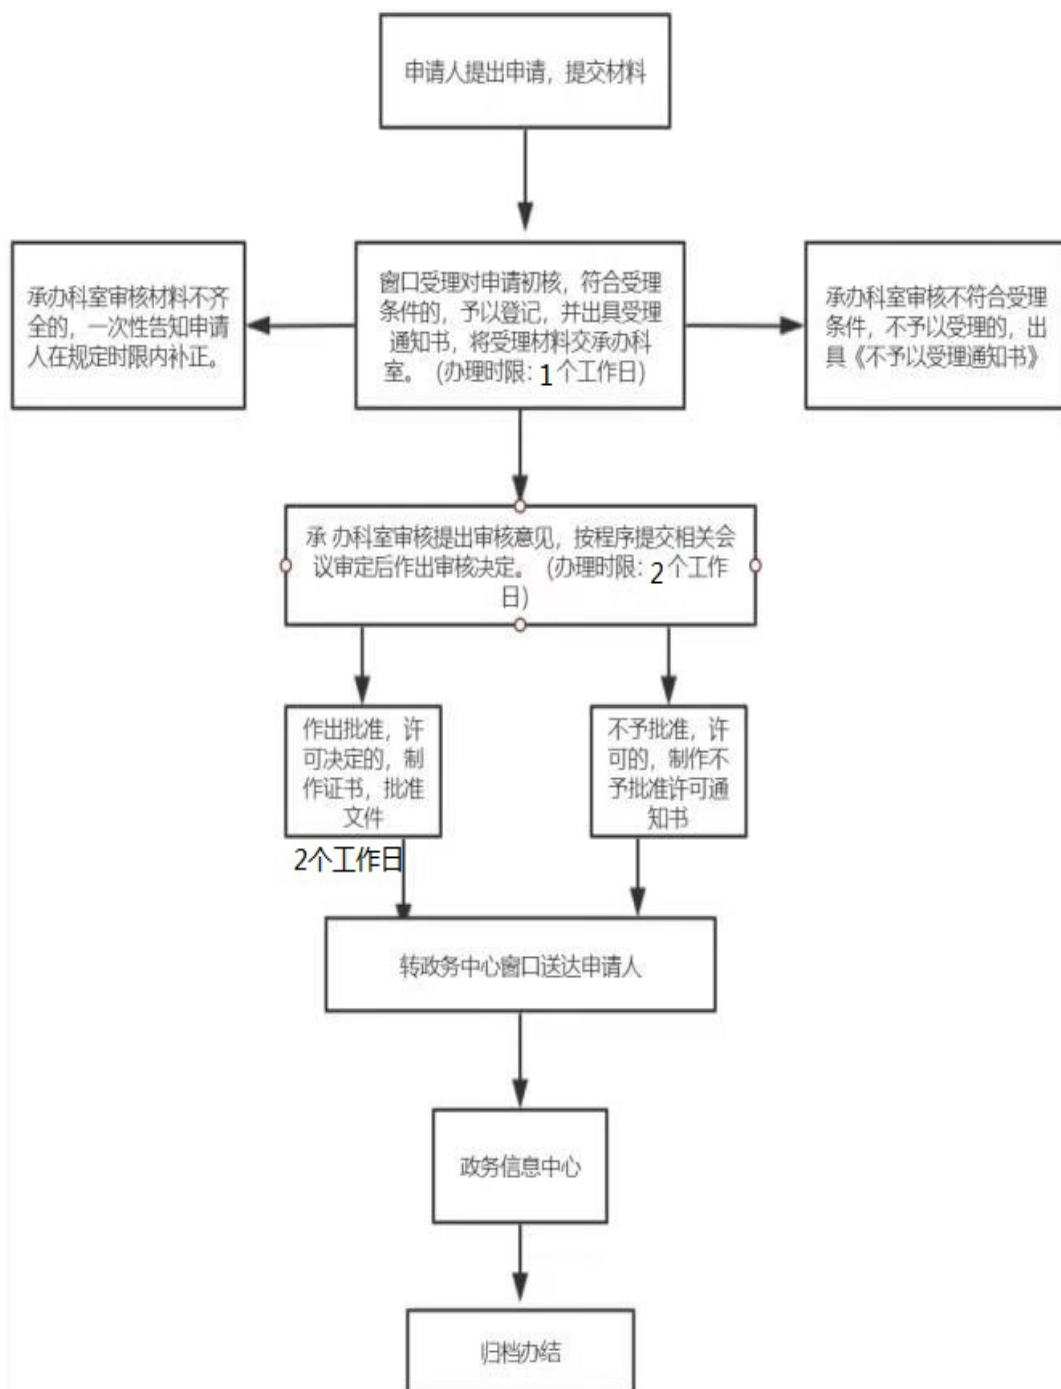 申请人提出申请，提交材料
承办科室审核材料不齐
全的，一次性告知申请
人在规定时限内补正。
窗口受理对申请初核，符合受理
条件的，予以登记，并出具受理
通知书，将受理材料交承办科
室。（办理时限：1个工作日）
承办科室审核不符合受理
条件，不予以受理的，出
具《不予以受理通知书》
承 办科室审核提出审核意见，按程序提交相关会
议审定后作出审核决定。（办理时限：2个工作
日）
作出批准，许
可决定的，制
作证书，批准
文件
不予批准，许
可的，制作不
予批准许可通
知书
2个工作日
转政务中心窗口送达申请人
政务信息中心
归档办结